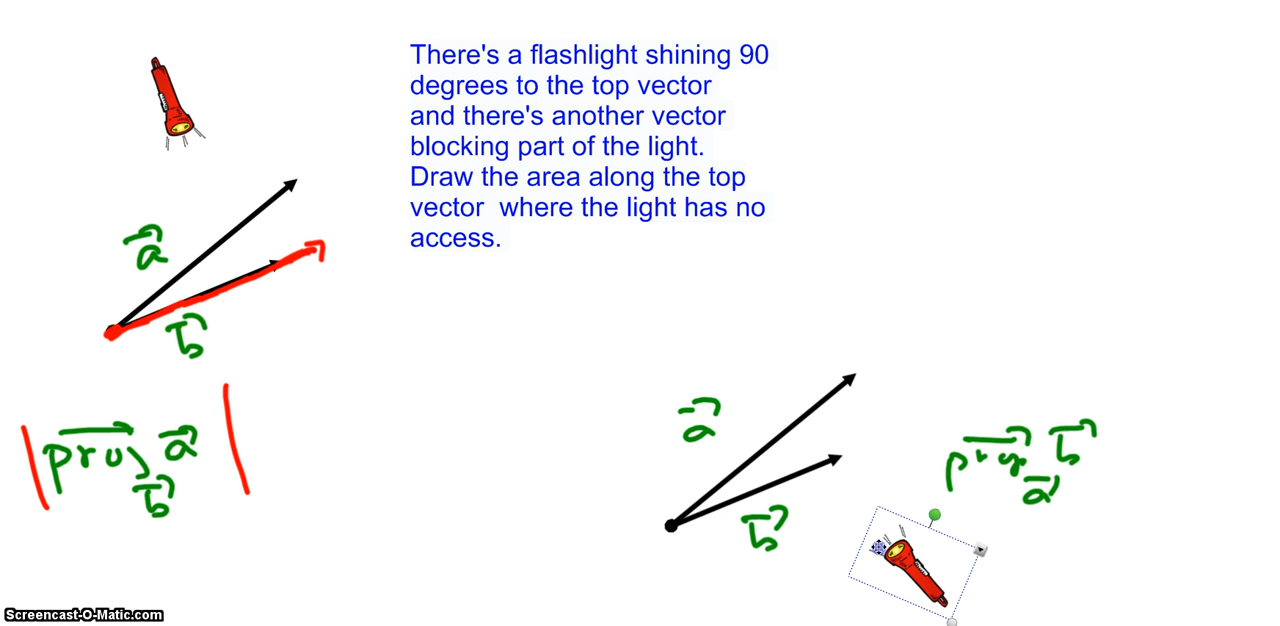 There's a flashlight shining 90
degrees to the top vector
and there's another vector
blocking part of the light.
Draw the area along the top
vector where the light has no
access.
a
b
|proj a|
b
a
b
proj b
a
Screencast-O-Matic.com